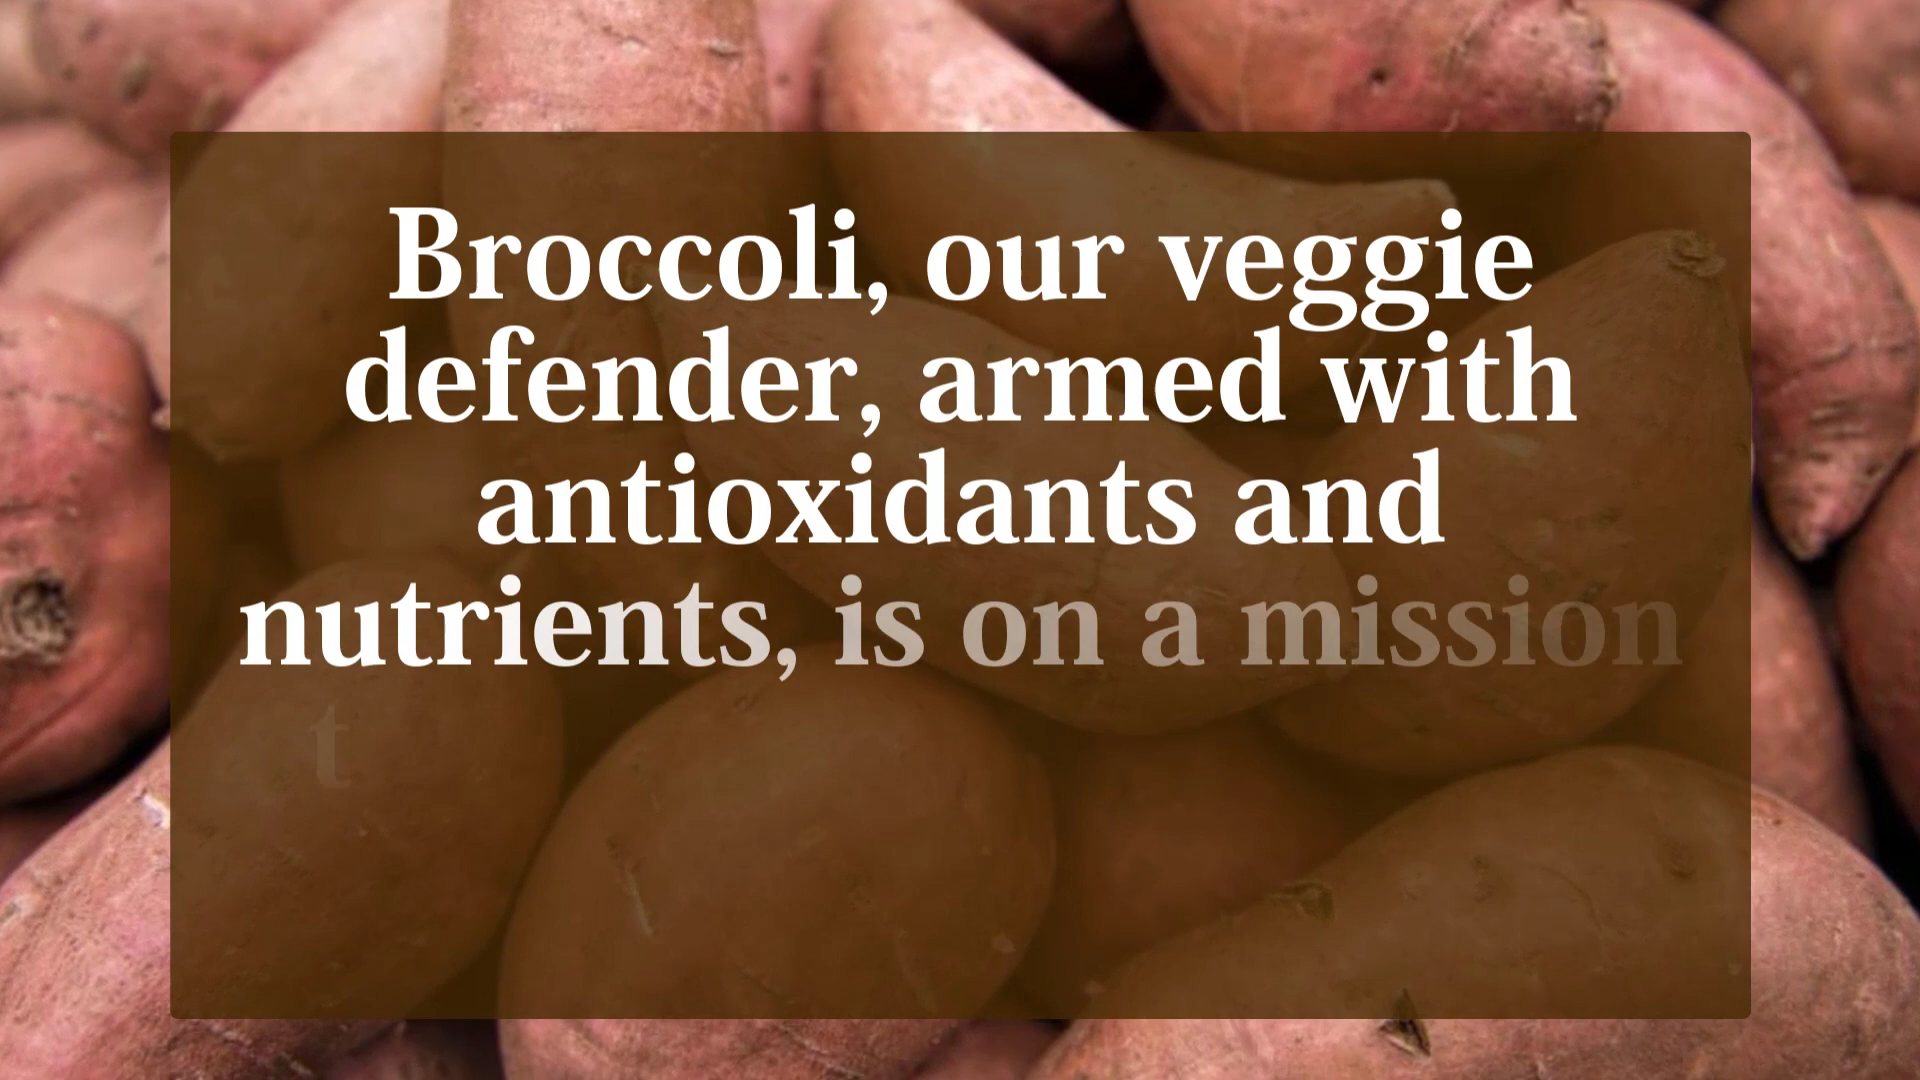 Broccoli, our veggie
defender, armed with
antioxidants and
nutrients, is on a mission
t